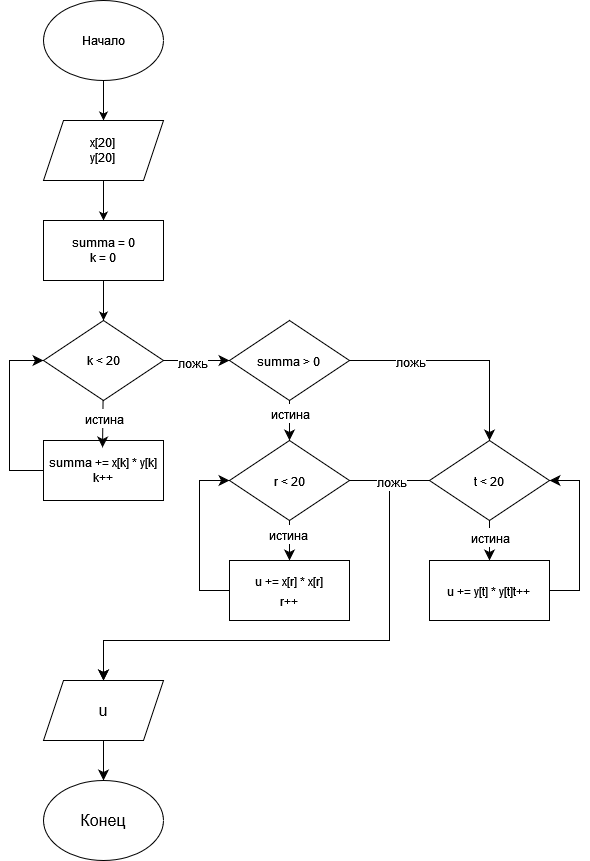 Начало
x[20]
y[20]
summa = 0
k = 0
k < 20
ложь
summa > 0
ложь
истина
истина
summa += x[k] * y[k]
k++
r < 20
ложь
t < 20
истина
истина
u += x[r] * x[r]
r++
u += y[t] * y[t]t++
u
Конец